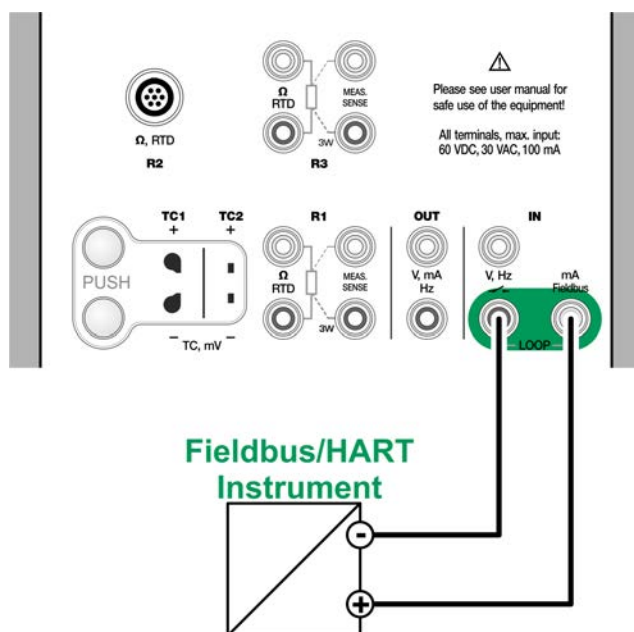 Ω
RTD
MEAS.
SENSE
3W
R3
Ω, RTD
R2
Please see user manual for
safe use of the equipment!
All terminals, max. input:
60 VDC, 30 VAC, 100 mA
TC1
+
TC2
+
PUSH
–
–
TC, mV
R1
Ω
RTD
MEAS.
SENSE
3W
OUT
V, mA
Hz
IN
V, Hz
mA
Fieldbus
LOOP
Fieldbus/HART
Instrument
-
+